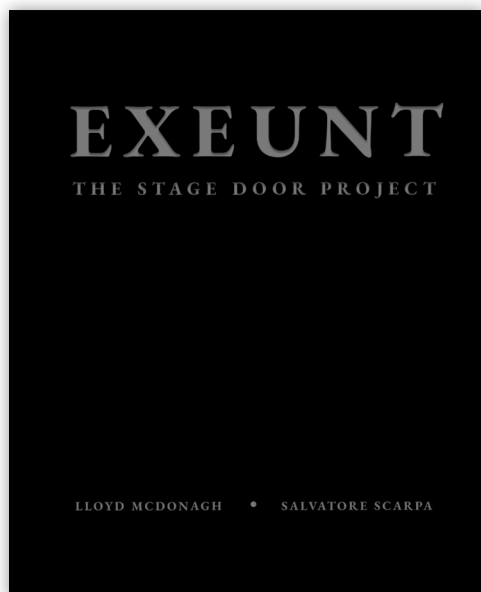 EXEUNT
THE STAGE DOOR PROJECT
LLOYD MCDONAGH • SALVATORE SCARPA